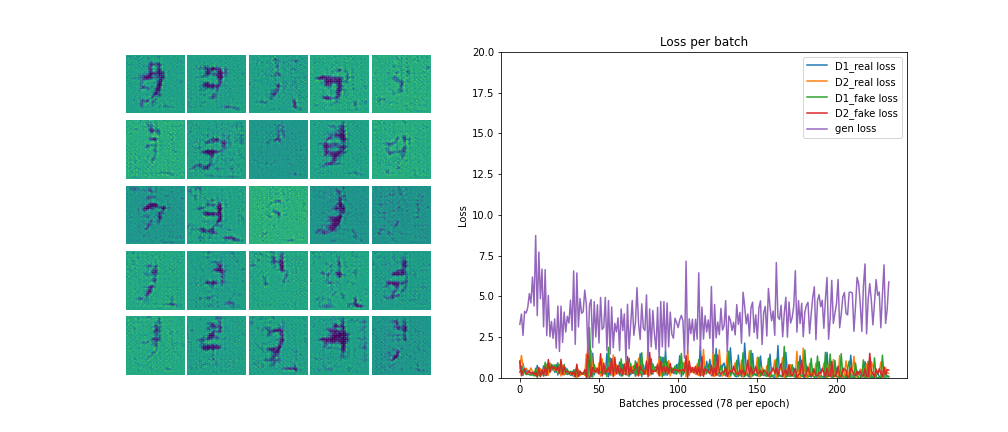 Loss per batch
20.0
17.5
15.0
12.5
10.0
7.5
5.0
2.5
0.0
Loss
D1_real loss
D2_real loss
D1_fake loss
D2_fake loss
gen loss
0 50 100 150 200
Batches processed (78 per epoch)